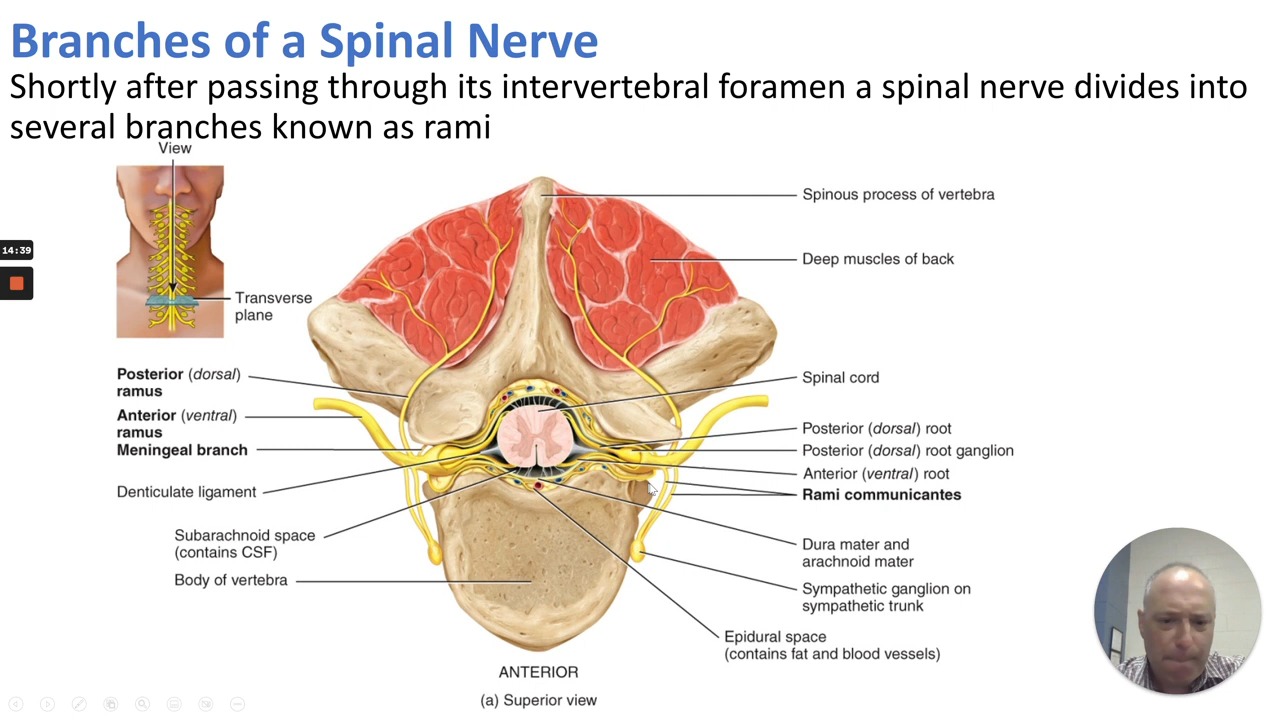 Branches of a Spinal Nerve
Shortly after passing through its intervertebral foramen a spinal nerve divides into
several branches known as rami
View
14:39
Transverse
plane
Posterior (dorsal)
ramus
Anterior (ventral)
ramus
Meningeal branch
Denticulate ligament
Subarachnoid space
(contains CSF)
Body of vertebra
Spinous process of vertebra
Deep muscles of back
Spinal cord
Posterior (dorsal) root
Posterior (dorsal) root ganglion
Anterior (ventral) root
Rami communicantes
Dura mater and
arachnoid mater
Sympathetic ganglion on
sympathetic trunk
Epidural space
(contains fat and blood vessels)
ANTERIOR
(a) Superior view